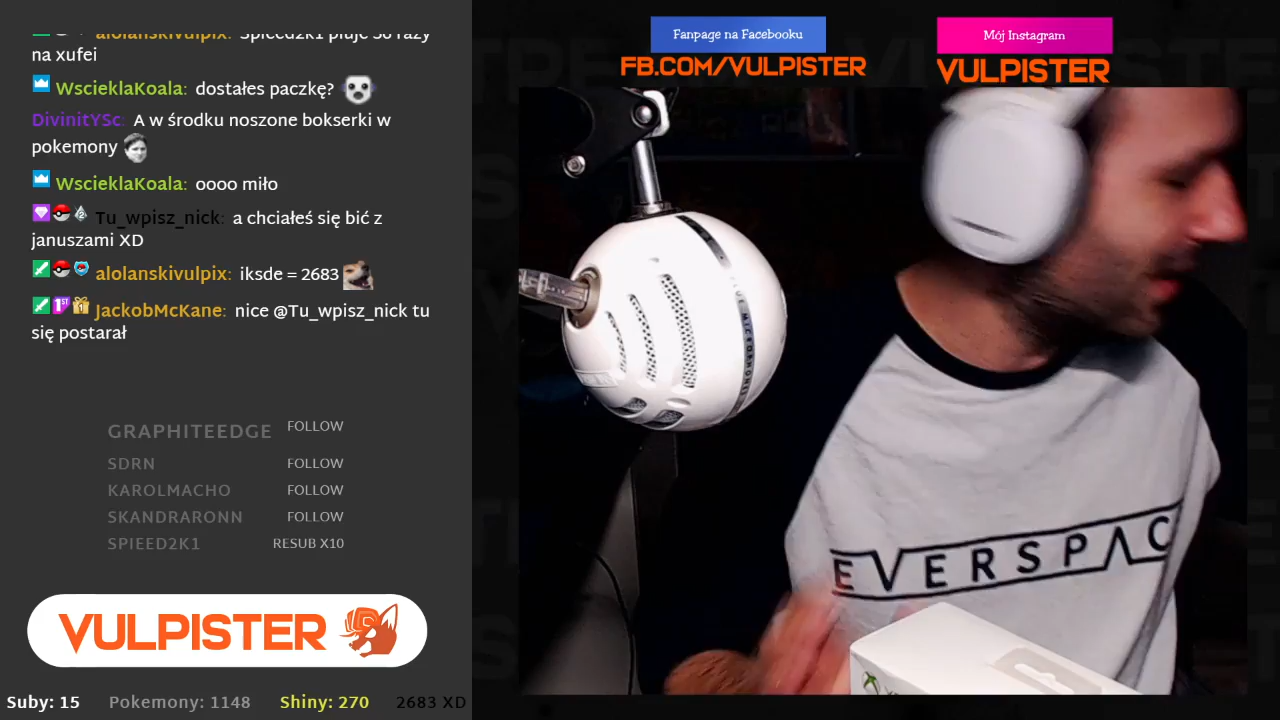 alolanskivulpix: Spieed2k1 pluje 36 razy
na xufei
WscieklaKoala: dostałes paczkę?
DivinitYSc: A w środku noszone bokserki w
pokemony
WscieklaKoala: oooo miło
Tu_wpisz_nick: a chciałeś się bić z
januszami XD
alolanskivulpix: iksde = 2683
JackobMcKane: nice @Tu_wpisz_nick tu
się postarał
GRAPHITEEDGE FOLLOW
SDRN FOLLOW
KAROLMACHO FOLLOW
SKANDRARONN FOLLOW
SPIEED2K1 RESUB X10
VULPISTER
Suby: 15 Pokemony: 1148 Shiny: 270 2683 XD
Fanpage na Facebooku
FB.COM/VULPISTER
Mój Instagram
VULPISTER
EVERSPAC